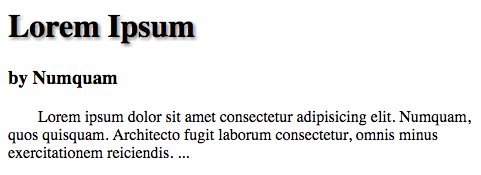 Lorem Ipsum
by Numquam
Lorem ipsum dolor sit amet consectetur adipisicing elit. Numquam,
quos quisquam. Architecto fugit laborum consectetur, omnis minus
exercitationem reiciendis. ...